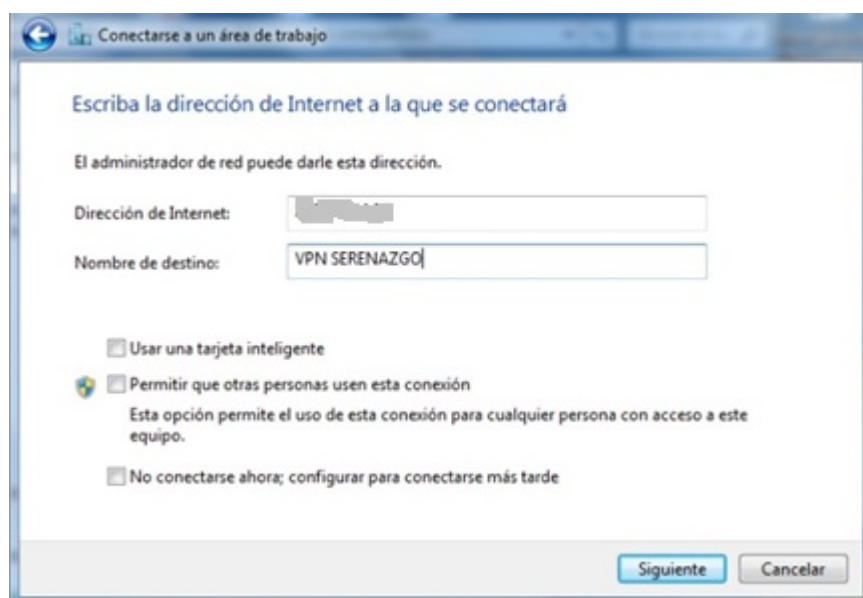 Conectarse a un área de trabajo
Escriba la dirección de Internet a la que se conectará
El administrador de red puede darle esta dirección.
Dirección de Internet:
Nombre de destino: VPN SERENAZGO
Usar una tarjeta inteligente
Permitir que otras personas usen esta conexión
Esta opción permite el uso de esta conexión para cualquier persona con acceso a este
equipo.
No conectarse ahora; configurar para conectarse más tarde
Siguiente Cancelar